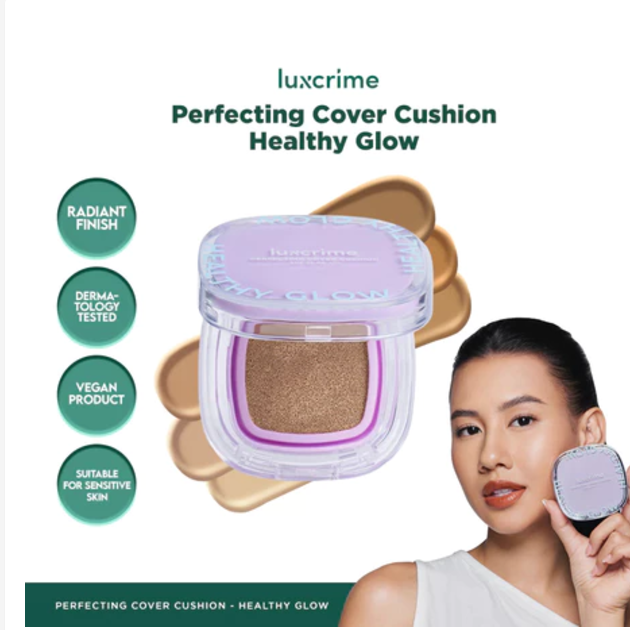 luxcrime
Perfecting Cover Cushion
Healthy Glow
RADIANT
FINISH
DERMA-
TOLOGY
TESTED
VEGAN
PRODUCT
SUITABLE
FOR SENSITIVE
SKIN
luxcrime
HEALTHY GLOW
PERFECTING COVER CUSHION - HEALTHY GLOW